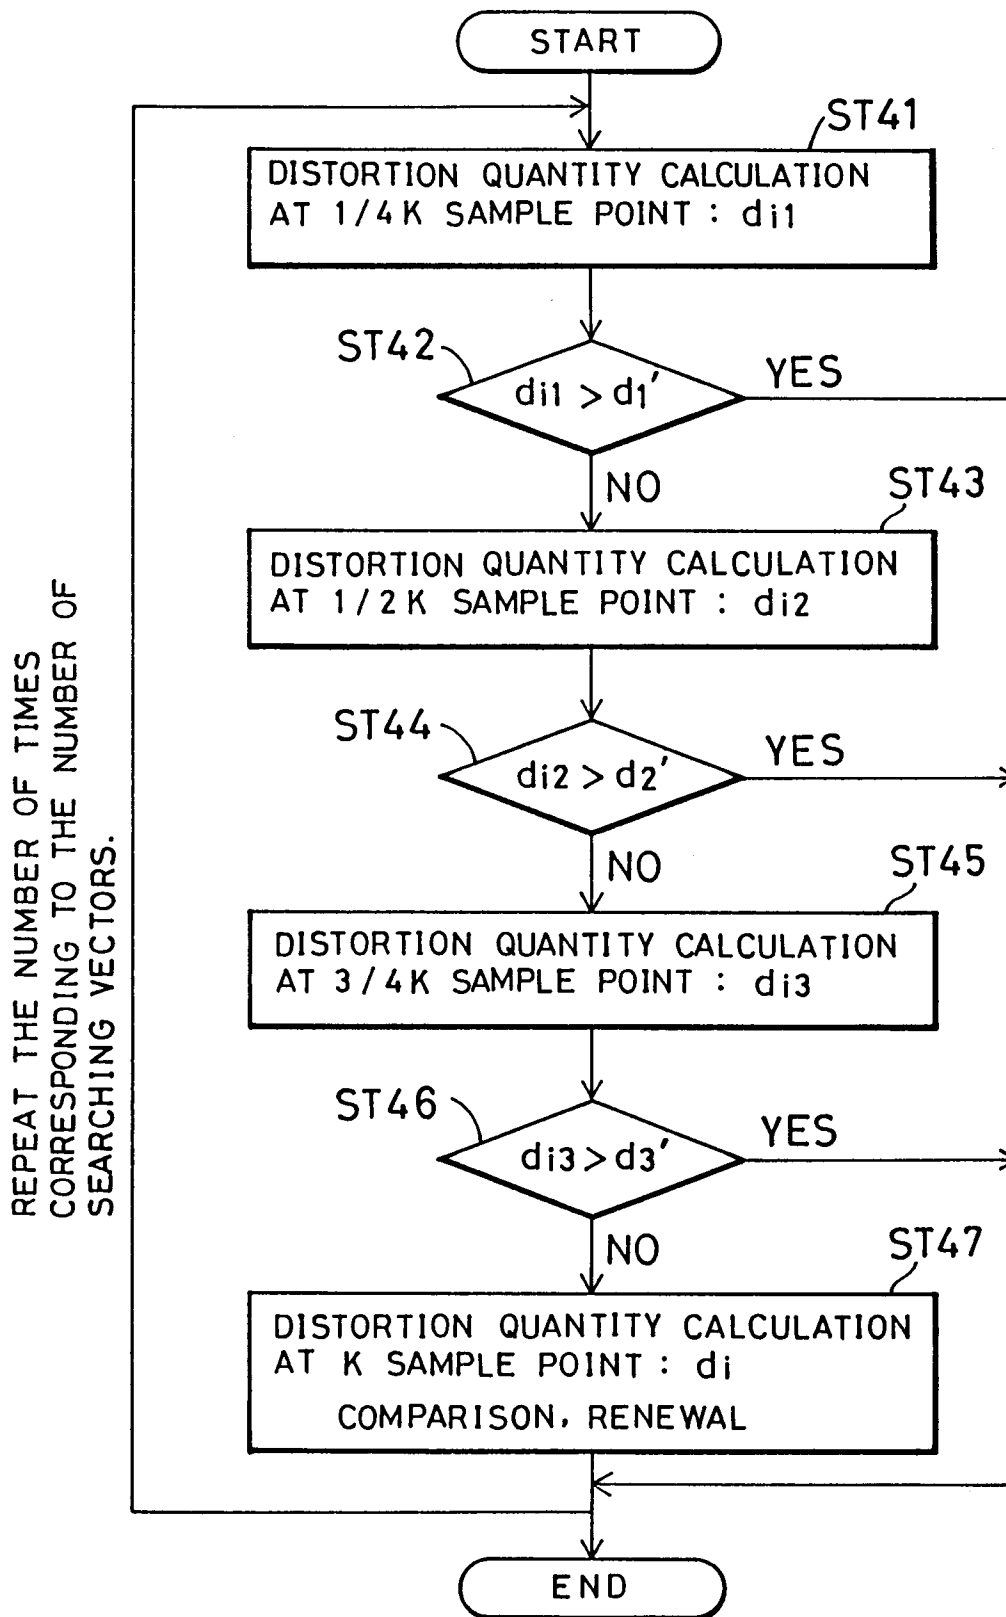 START
ST41
DISTORTION QUANTITY CALCULATION
AT 1/4K SAMPLE POINT : di1
ST42
di1 > d1'
YES
NO
ST43
DISTORTION QUANTITY CALCULATION
AT 1/2K SAMPLE POINT : di2
ST44
di2 > d2'
YES
NO
ST45
DISTORTION QUANTITY CALCULATION
AT 3/4K SAMPLE POINT : di3
ST46
di3 > d3'
YES
NO
ST47
DISTORTION QUANTITY CALCULATION
AT K SAMPLE POINT : di
COMPARISON, RENEWAL
END
REPEAT THE NUMBER OF TIMES
CORRESPONDING TO THE NUMBER OF
SEARCHING VECTORS.